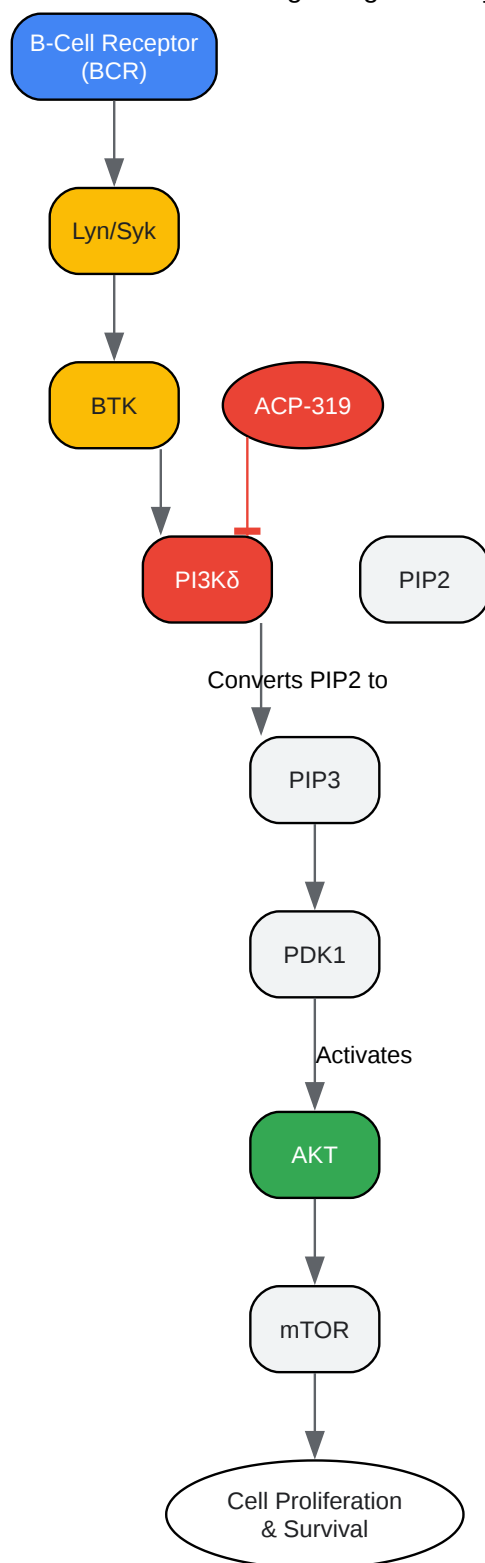 B-Cell Receptor
(BCR)
Lyn/Syk
BTK
ACP-319
PI3Kδ
PIP2
Converts PIP2 to
PIP3
PDK1
Activates
AKT
mTOR
Cell Proliferation
& Survival